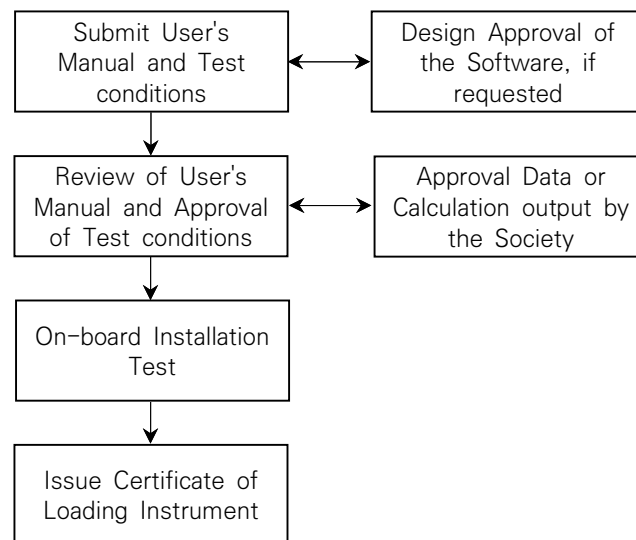 Submit User's
Manual and Test
conditions
Design Approval of
the Software, if
requested
Review of User's
Manual and Approval
of Test conditions
Approval Data or
Calculation output by
the Society
On-board Installation
Test
Issue Certificate of
Loading Instrument